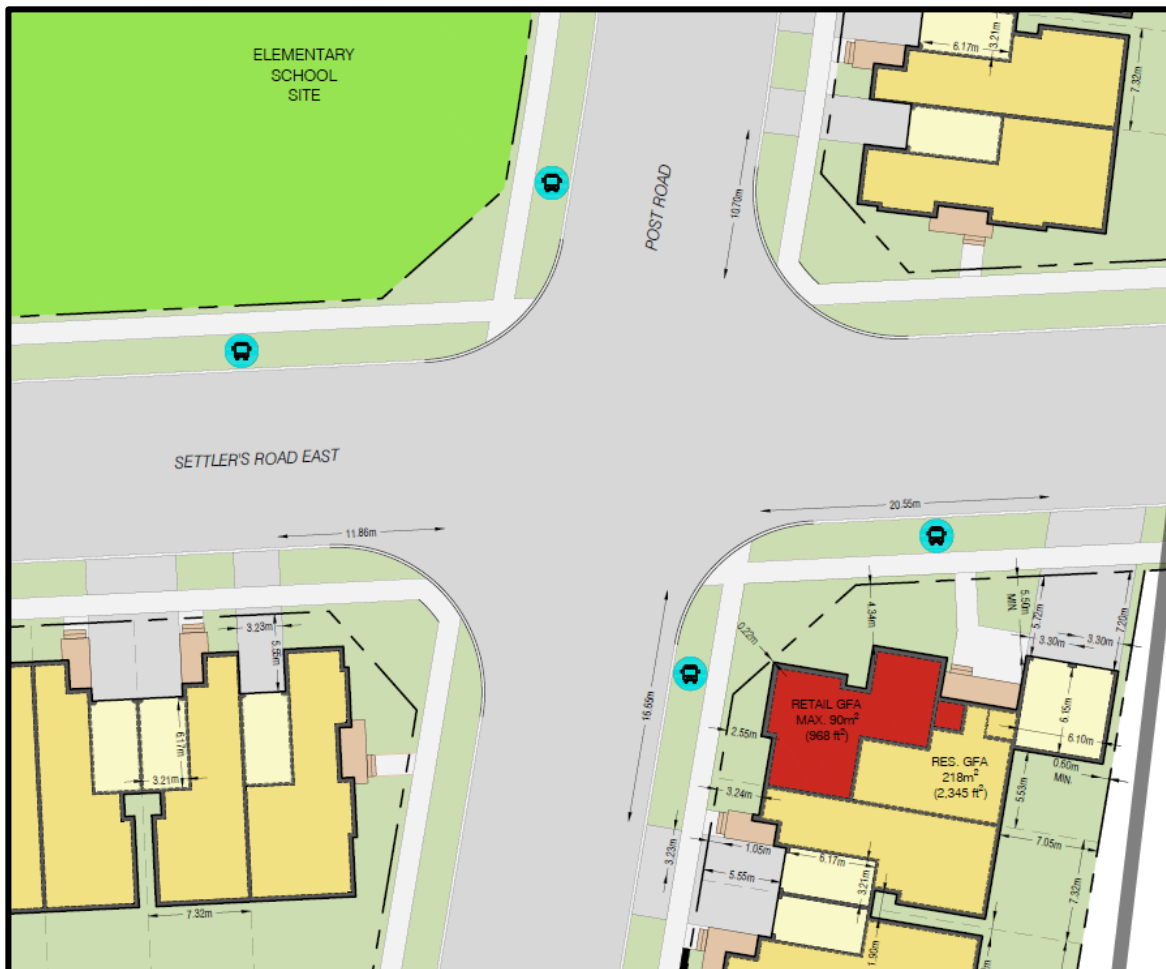 ELEMENTARY
SCHOOL
SITE
6.17m
3.21m
7.32m
POST ROAD
10.70m
SETTLER'S ROAD EAST
11.86m
20.55m
3.23m
5.55m
6.17m
3.21m
7.32m
16.65m
0.22m
4.34m
5.50m
MIN.
5.72m
7.20m
3.30m
3.30m
RETAIL GFA
MAX. 90m²
(968 ft²)
2.55m
RES. GFA
218m²
(2,345 ft²)
6.15m
6.10m
0.60m
MIN.
5.53m
3.24m
7.05m
1.05m
6.17m
3.23m
5.55m
3.21m
7.32m
1.90m